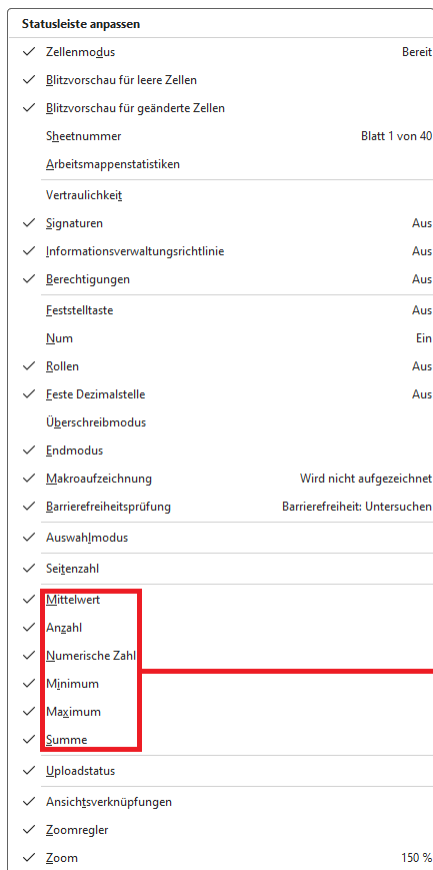 Statusleiste anpassen
Zellenmodus Bereit
Blitzvorschau für leere Zellen
Blitzvorschau für geänderte Zellen
Sheetnummer Blatt 1 von 40
Arbeitsmappenstatistiken
Vertraulichkeit
Signaturen Aus
Informationsverwaltungsrichtlinie Aus
Berechtigungen Aus
Feststelltaste Aus
Num Ein
Rollen Aus
Feste Dezimalstelle Aus
Überschreibmodus
Endmodus
Makroaufzeichnung Wird nicht aufgezeichnet
Barrierefreiheitsprüfung Barrierefreiheit: Untersuchen
Auswahlmodus
Seitenzahl
Mittelwert
Anzahl
Numerische Zahl
Minimum
Maximum
Summe
Uploadstatus
Ansichtsverknüpfungen
Zoomregler
Zoom 150 %